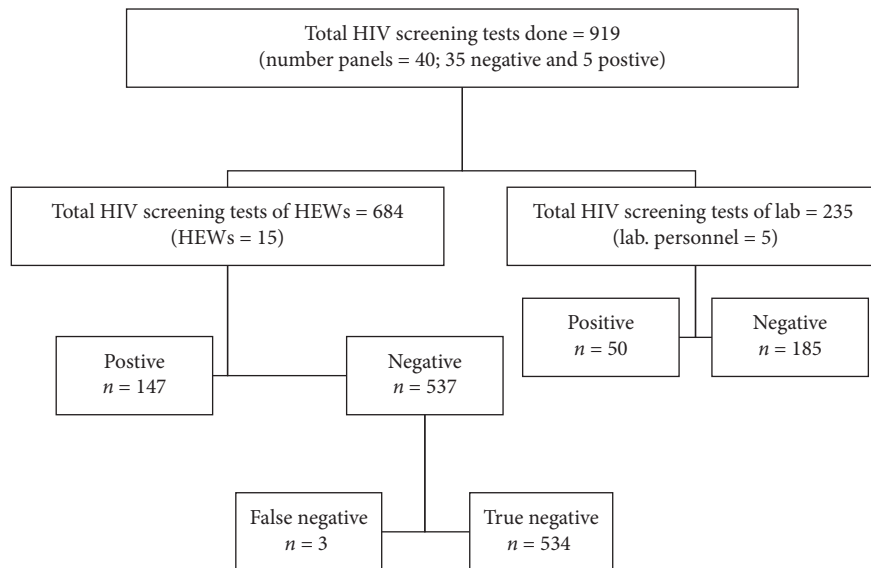 Total HIV screening tests done = 919
(number panels = 40; 35 negative and 5 postive)
Total HIV screening tests of HEWs = 684
(HEWs = 15)
Total HIV screening tests of lab = 235
(lab. personnel = 5)
Positive
n = 50
Negative
n = 185
Postive
n = 147
Negative
n = 537
False negative
n = 3
True negative
n = 534